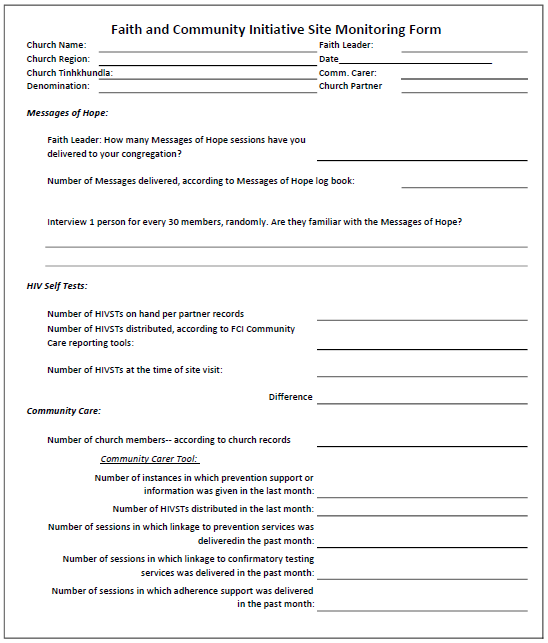 Faith and Community Initiative Site Monitoring Form
Church Name: Faith Leader:
Church Region: Date
Church Tinhkhundla: Comm. Carer:
Denomination: Church Partner
Messages of Hope:
Faith Leader: How many Messages of Hope sessions have you
delivered to your congregation?
Number of Messages delivered, according to Messages of Hope log book:
Interview 1 person for every 30 members, randomly. Are they familiar with the Messages of Hope?
HIV Self Tests:
Number of HIVSTs on hand per partner records
Number of HIVSTs distributed, according to FCI Community
Care reporting tools:
Number of HIVSTs at the time of site visit:
Difference
Community Care:
Number of church members-- according to church records
Community Carer Tool:
Number of instances in which prevention support or
information was given in the last month:
Number of HIVSTs distributed in the last month:
Number of sessions in which linkage to prevention services was
deliveredin the past month:
Number of sessions in which linkage to confirmatory testing
services was delivered in the past month:
Number of sessions in which adherence support was delivered
in the past month: